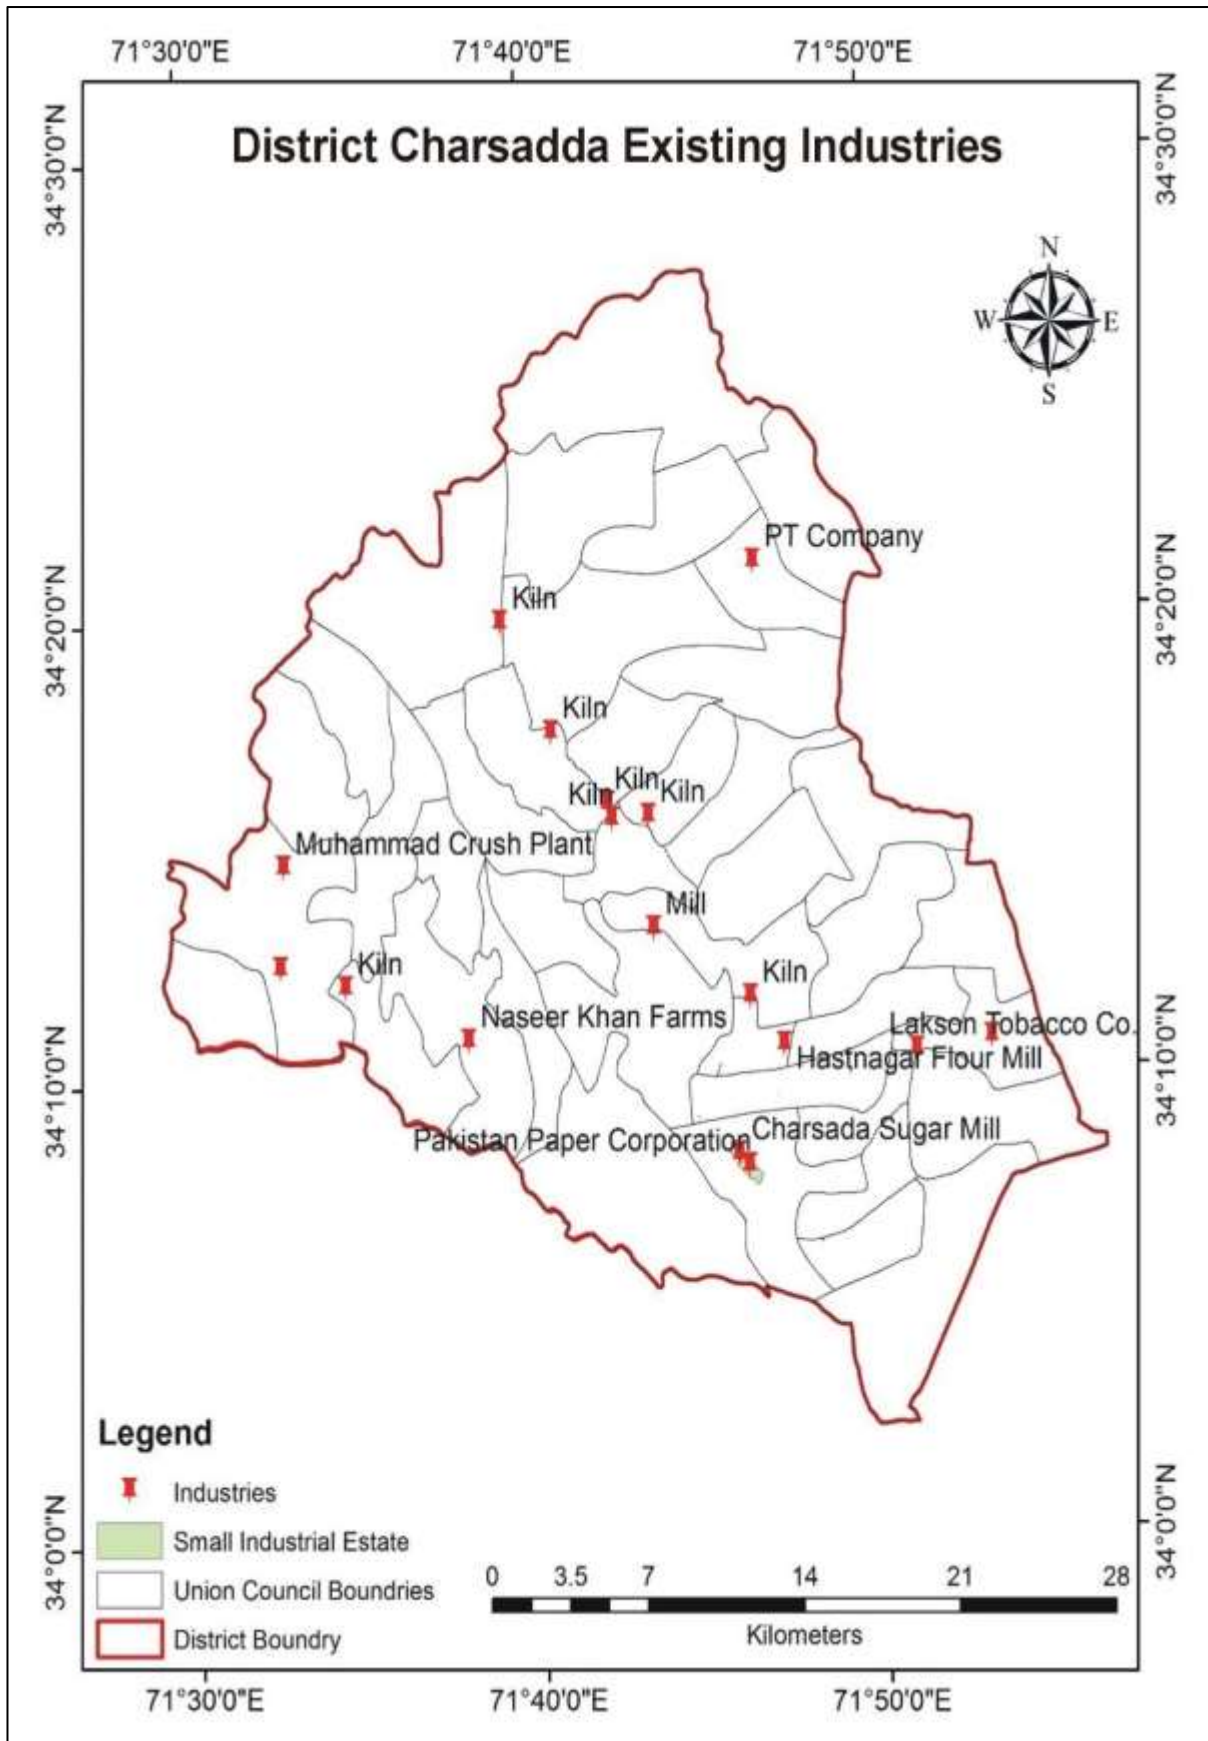 71°30'0"E 71°40'0"E 71°50'0"E
34°30'0"N
34°30'0"N
District Charsadda Existing Industries
N
W E
S
PT Company
Kiln
34°20'0"N
34°20'0"N
Kiln
Kiln
Kiln Kiln
Muhammad Crush Plant
Mill
Kiln
Kiln
Naseer Khan Farms
Lakson Tobacco Co.
Hastnagar Flour Mill
34°10'0"N
34°10'0"N
Charsada Sugar Mill
Pakistan Paper Corporation
Legend
Industries
Small Industrial Estate
Union Council Boundries
District Boundry
34°0'0"N
34°0'0"N
0 3.5 7 14 21 28
Kilometers
71°30'0"E 71°40'0"E 71°50'0"E